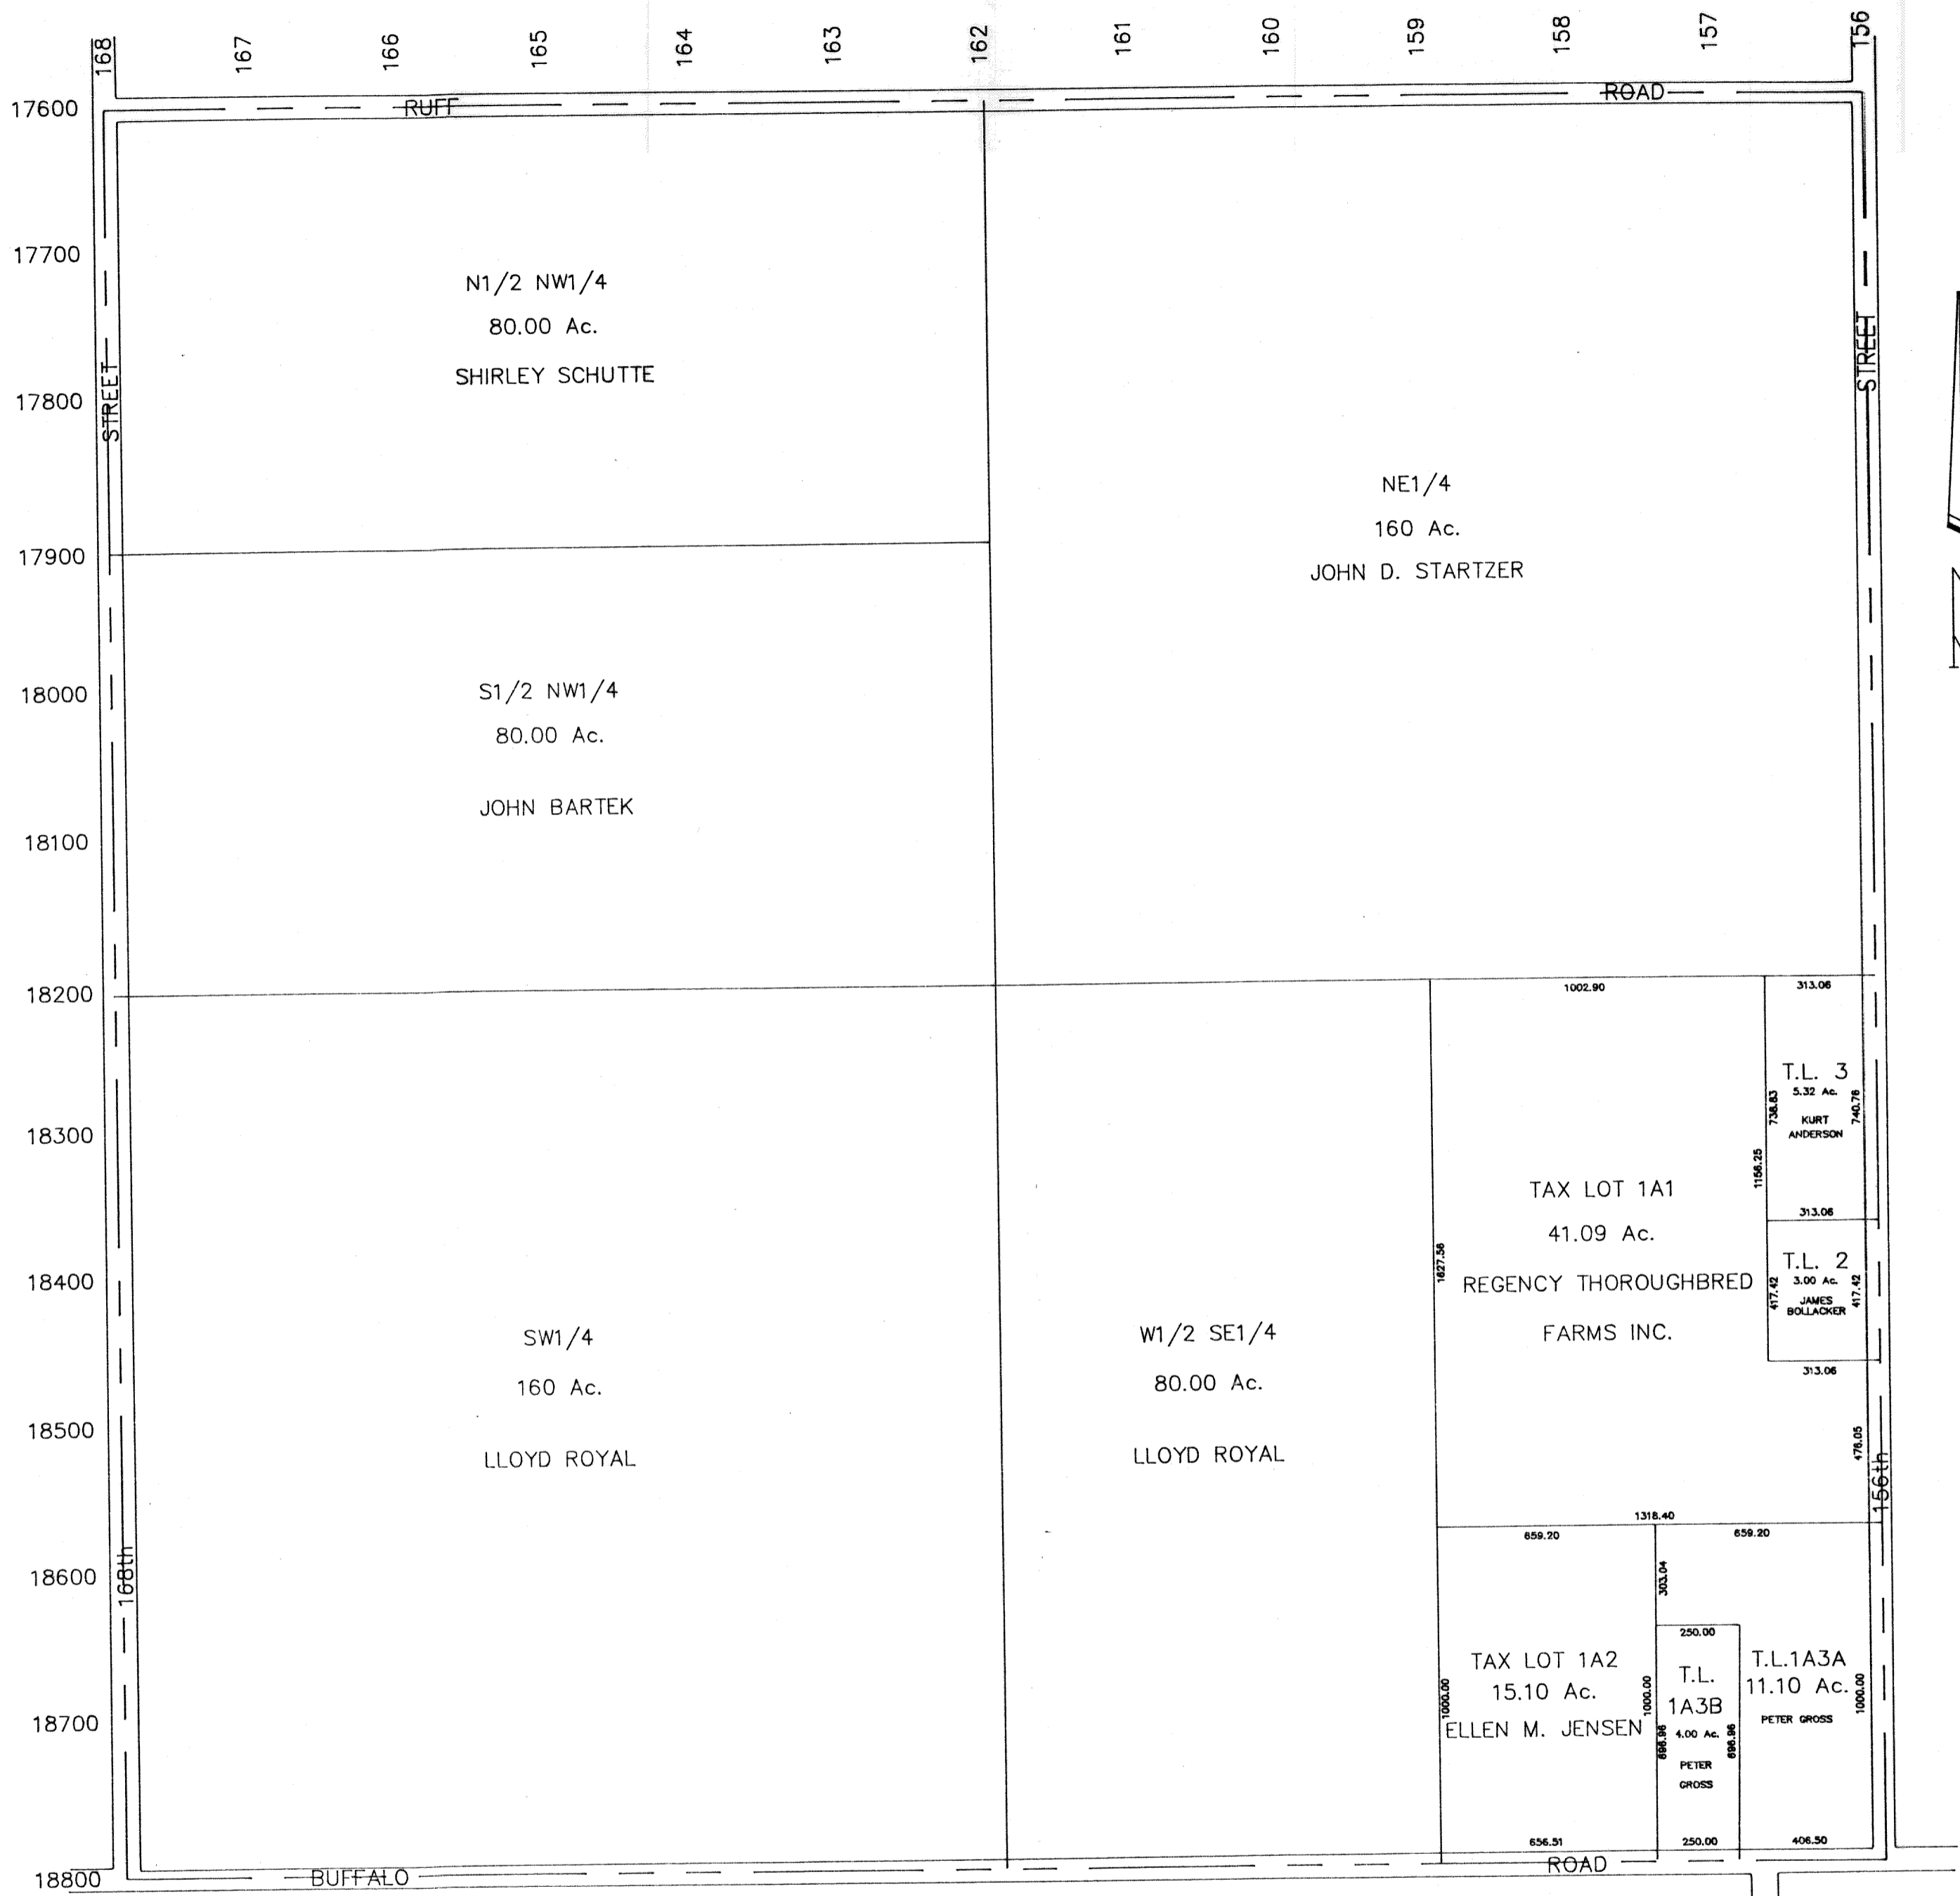 168
167
166
165
164
163
162
161
160
159
158
157
156
17600
RUFF
ROAD
17700
N1/2 NW1/4
80.00 Ac.
SHIRLEY SCHUTTE
STREET
STREET
17800
NE1/4
160 Ac.
JOHN D. STARTZER
17900
S1/2 NW1/4
80.00 Ac.
JOHN BARTEK
18000
18100
18200
1002.90
313.06
T.L. 3
5.32 Ac.
KURT
ANDERSON
738.83
740.76
18300
1156.25
313.06
TAX LOT 1A1
41.09 Ac.
REGENCY THOROUGHBRED
FARMS INC.
1627.56
T.L. 2
3.00 Ac.
JAMES
BOLLACKER
417.42
417.42
313.06
18400
SW1/4
160 Ac.
LLOYD ROYAL
W1/2 SE1/4
80.00 Ac.
LLOYD ROYAL
18500
476.05
156th
1318.40
659.20
659.20
168th
18600
303.04
250.00
TAX LOT 1A2
15.10 Ac.
ELLEN M. JENSEN
1000.00
1000.00
T.L.
1A3B
4.00 Ac.
PETER
GROSS
696.96
696.96
T.L.1A3A
11.10 Ac.
PETER GROSS
1000.00
18700
656.51
250.00
406.50
18800
BUFFALO
ROAD